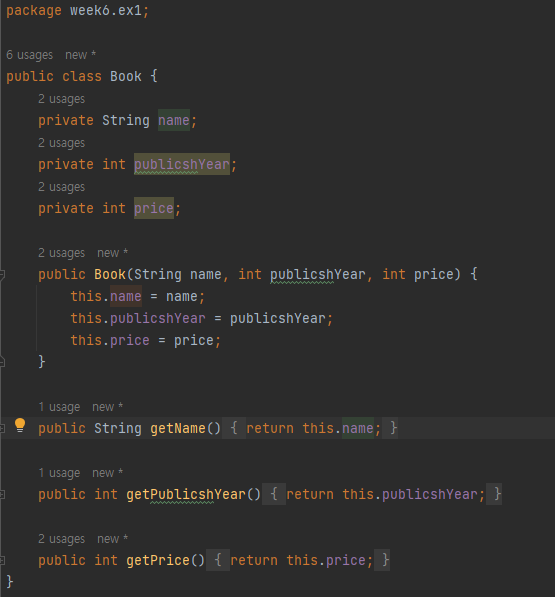 package week6.ex1;
6 usages new *
public class Book {
2 usages
private String name;
2 usages
private int publicshYear;
2 usages
private int price;
2 usages new *
public Book(String name, int publicshYear, int price) {
this.name = name;
this.publicshYear = publicshYear;
this.price = price;
}
1 usage new *
public String getName() { return this.name; }
1 usage new *
public int getPublicshYear() { return this.publicshYear; }
2 usages new *
public int getPrice() { return this.price; }
}